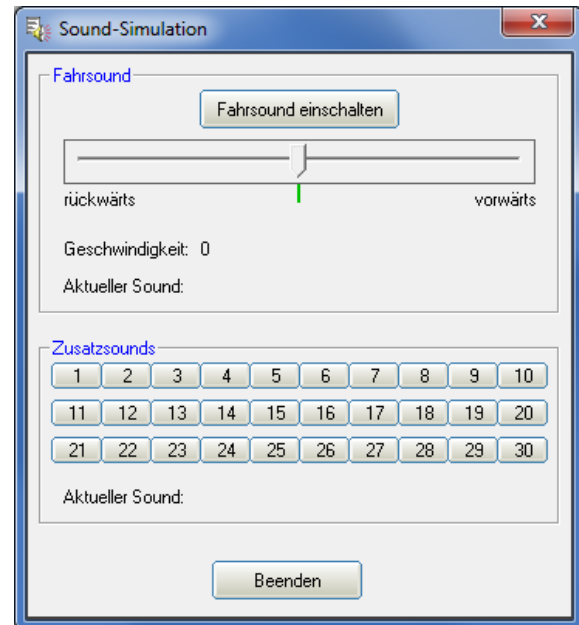 Sound-Simulation
Fahrsound
Fahrsound einschalten
rückwärts vorwärts
Geschwindigkeit: 0
Aktueller Sound:
Zusatzsounds
1 2 3 4 5 6 7 8 9 10
11 12 13 14 15 16 17 18 19 20
21 22 23 24 25 26 27 28 29 30
Aktueller Sound:
Beenden